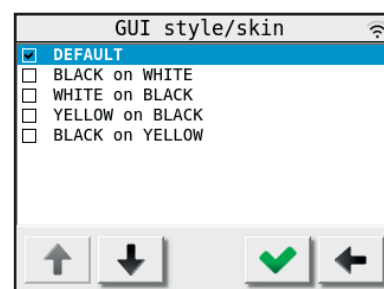 GUI style/skin
DEFAULT
BLACK on WHITE
WHITE on BLACK
YELLOW on BLACK
BLACK on YELLOW